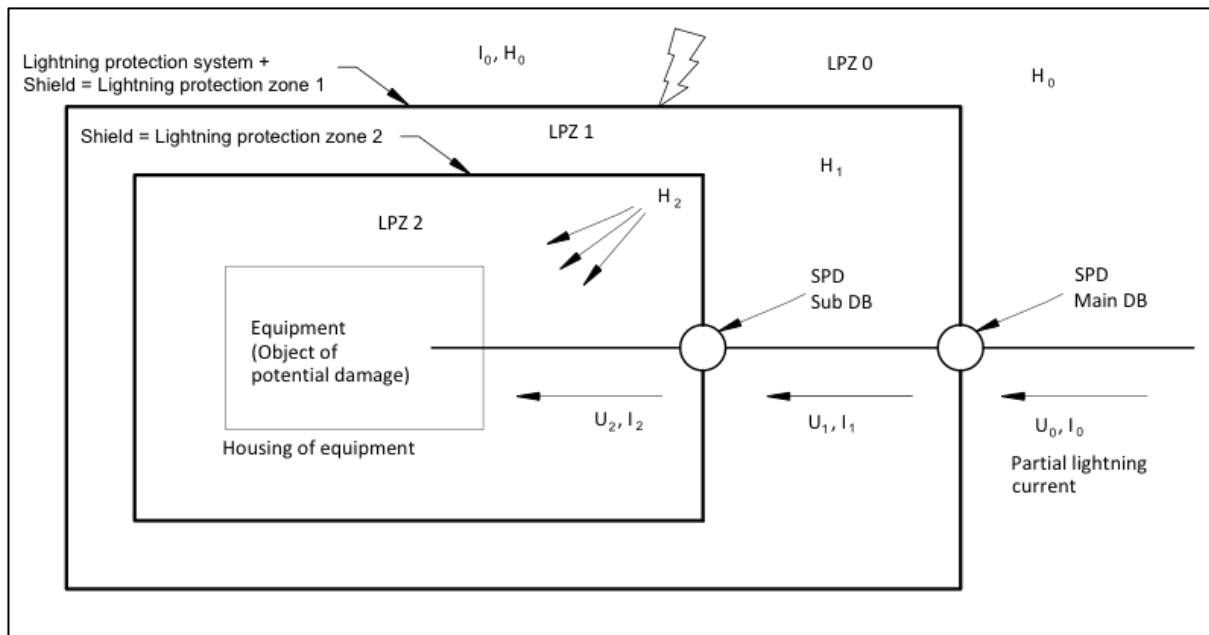 Lightning protection system +
Shield = Lightning protection zone 1
I₀, H₀
LPZ 0
H₀
Shield = Lightning protection zone 2
LPZ 1
H₁
H₂
LPZ 2
SPD
Sub DB
SPD
Main DB
Equipment
(Object of
potential damage)
Housing of equipment
U₂, I₂
U₁, I₁
U₀, I₀
Partial lightning
current